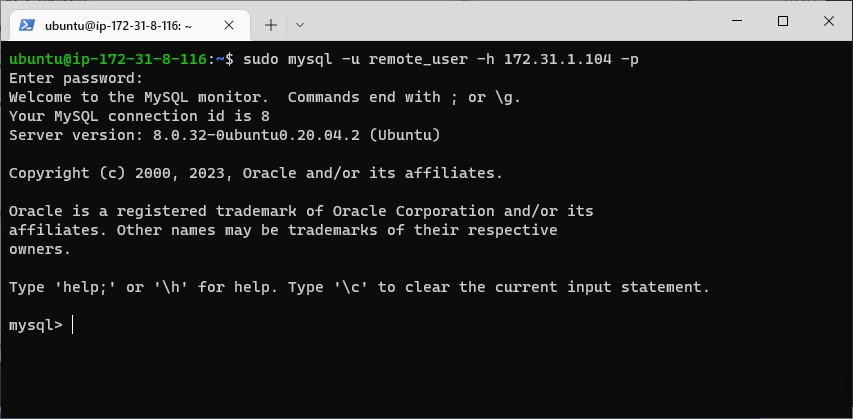 ubuntu@ip-172-31-8-116: ~
ubuntu@ip-172-31-8-116:~$ sudo mysql -u remote_user -h 172.31.1.104 -p
Enter password:
Welcome to the MySQL monitor.  Commands end with ; or \g.
Your MySQL connection id is 8
Server version: 8.0.32-0ubuntu0.20.04.2 (Ubuntu)

Copyright (c) 2000, 2023, Oracle and/or its affiliates.

Oracle is a registered trademark of Oracle Corporation and/or its
affiliates. Other names may be trademarks of their respective
owners.

Type 'help;' or '\h' for help. Type '\c' to clear the current input statement.

mysql>